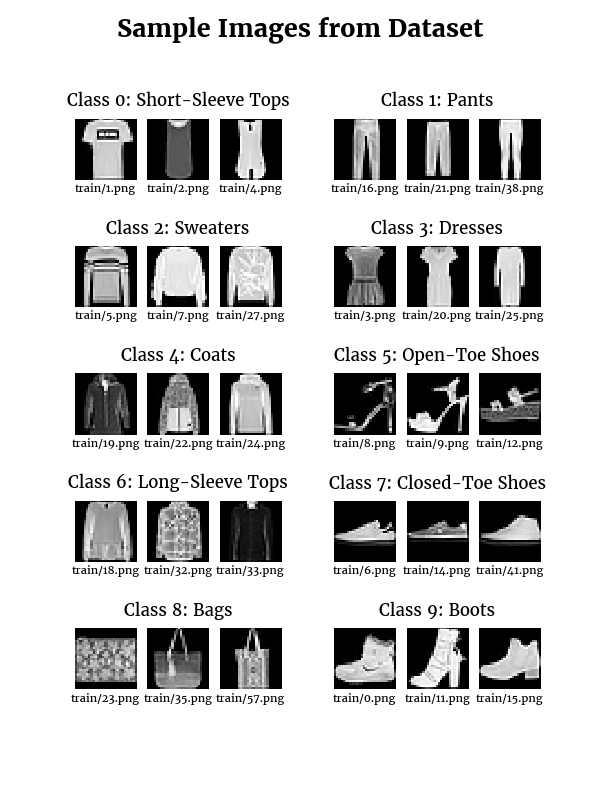 Sample Images from Dataset
Class 0: Short-Sleeve Tops
train/1.png train/2.png train/4.png
Class 1: Pants
train/16.png train/21.png train/38.png
Class 2: Sweaters
train/5.png train/7.png train/27.png
Class 3: Dresses
train/3.png train/20.png train/25.png
Class 4: Coats
train/19.png train/22.png train/24.png
Class 5: Open-Toe Shoes
train/8.png train/9.png train/12.png
Class 6: Long-Sleeve Tops
train/18.png train/32.png train/33.png
Class 7: Closed-Toe Shoes
train/6.png train/14.png train/41.png
Class 8: Bags
train/23.png train/35.png train/57.png
Class 9: Boots
train/0.png train/11.png train/15.png